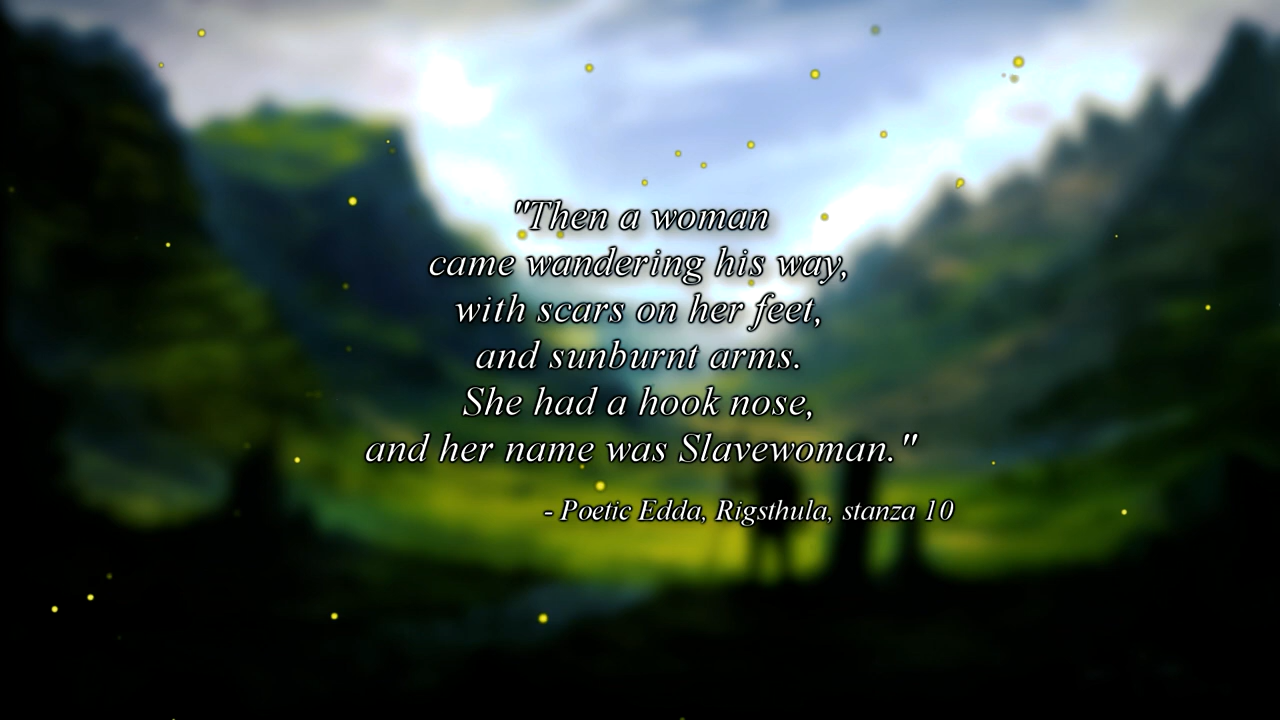 "Then a woman
came wandering his way,
with scars on her feet,
and sunburnt arms.
She had a hook nose,
and her name was Slavewoman."
- Poetic Edda, Rigsthula, stanza 10